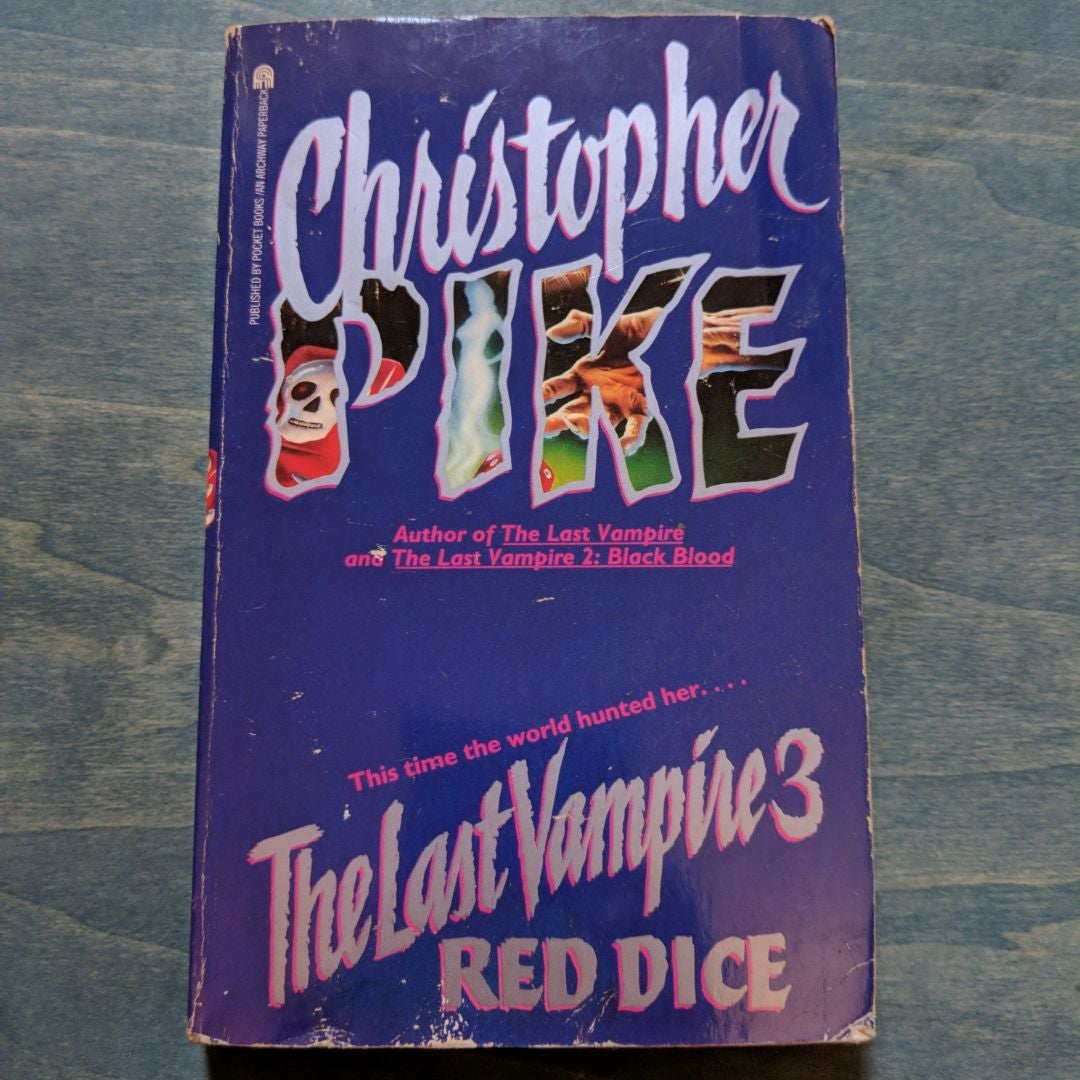 PUBLISHED BY POCKET BOOKS / AN ARCHWAY PAPERBACK
Christopher
PIKE
Author of The Last Vampire
and The Last Vampire 2: Black Blood
This time the world hunted her....
The Last Vampire 3
RED DICE